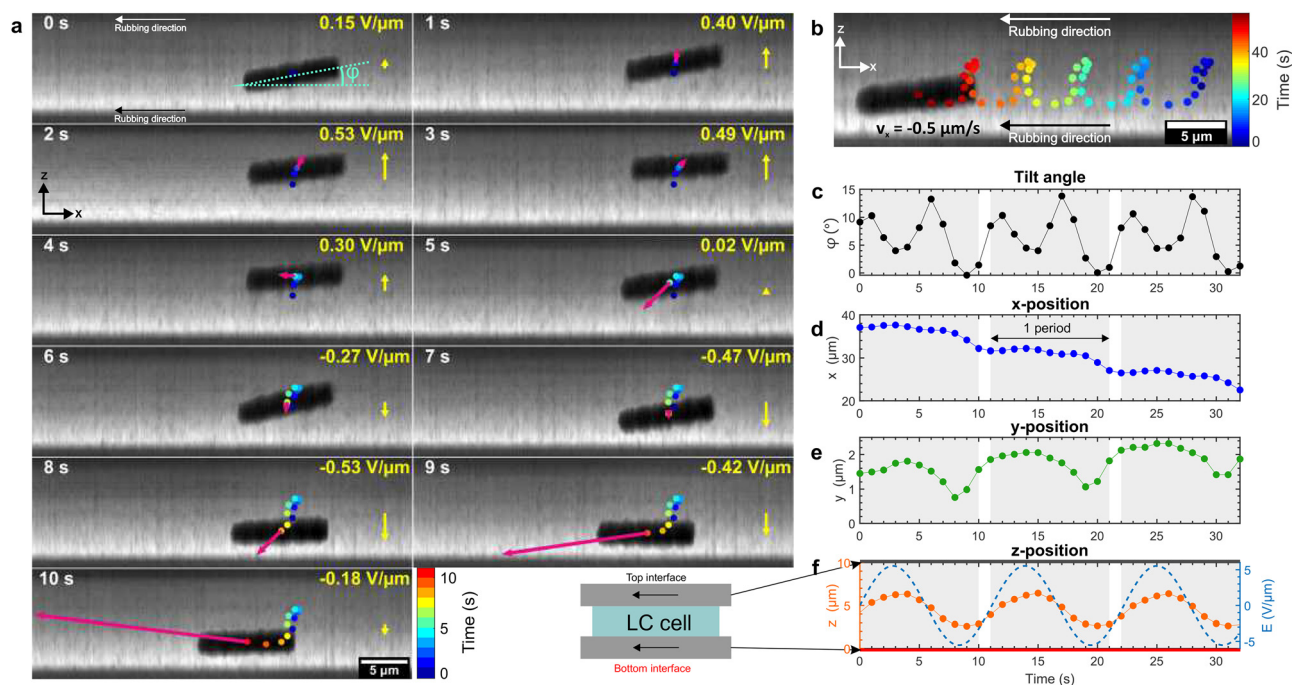 a
0 s
Rubbing direction
0.15 V/µm
φ
Rubbing direction
1 s
0.40 V/µm
2 s
0.53 V/µm
z
x
3 s
0.49 V/µm
4 s
0.30 V/µm
5 s
0.02 V/µm
6 s
-0.27 V/µm
7 s
-0.47 V/µm
8 s
-0.53 V/µm
9 s
-0.42 V/µm
10 s
-0.18 V/µm
5 µm
10
8
6
4
2
0
Time (s)
Top interface
LC cell
Bottom interface
b
z
x
Rubbing direction
vx = -0.5 µm/s
Rubbing direction
5 µm
40
20
0
Time (s)
c
Tilt angle
φ (°)
15
10
5
0
0 5 10 15 20 25 30
d
x-position
x (µm)
40
30
20
1 period
0 5 10 15 20 25 30
e
y-position
y (µm)
2
1
0
0 5 10 15 20 25 30
f
z-position
z (µm)
10
5
0
5
0
-5
E (V/µm)
0 5 10 15 20 25 30
Time (s)